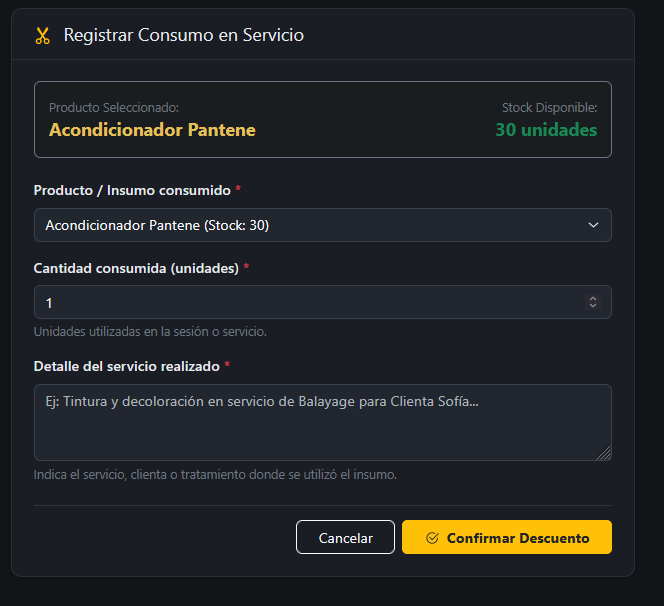 Registrar Consumo en Servicio
Producto Seleccionado:
Acondicionador Pantene
Stock Disponible:
30 unidades
Producto / Insumo consumido *
Acondicionador Pantene (Stock: 30)
Cantidad consumida (unidades) *
1
Unidades utilizadas en la sesión o servicio.
Detalle del servicio realizado *
Ej: Tintura y decoloración en servicio de Balayage para Clienta Sofía...
Indica el servicio, clienta o tratamiento donde se utilizó el insumo.
Cancelar
Confirmar Descuento